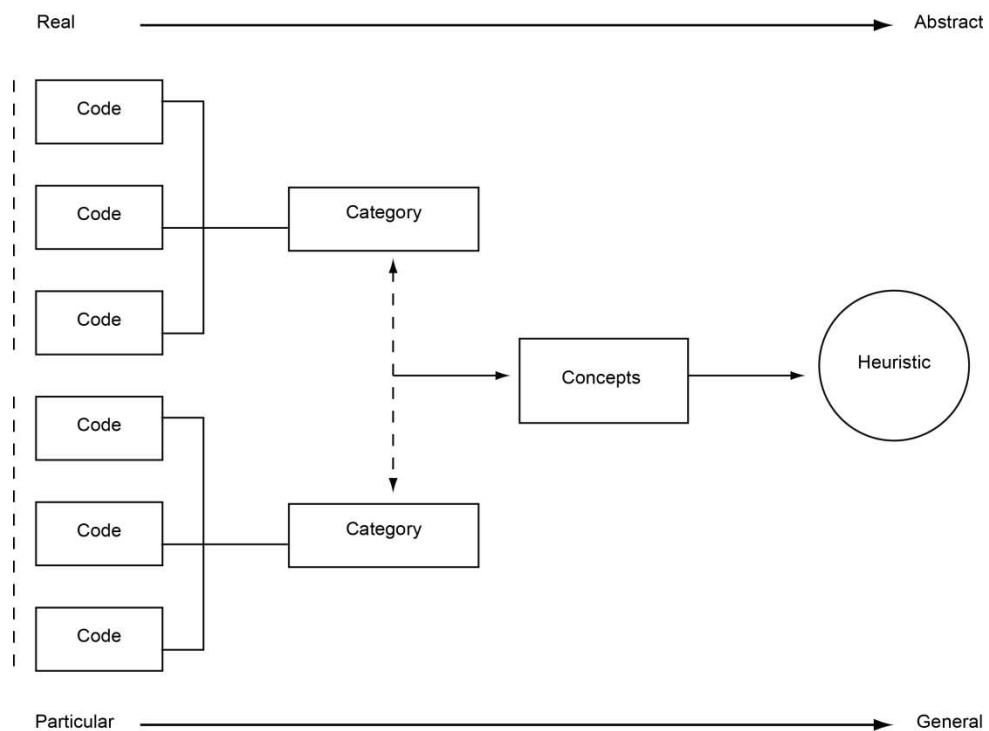 Real
Abstract
Code
Code
Category
Code
Concepts
Heuristic
Code
Code
Category
Code
Particular
General